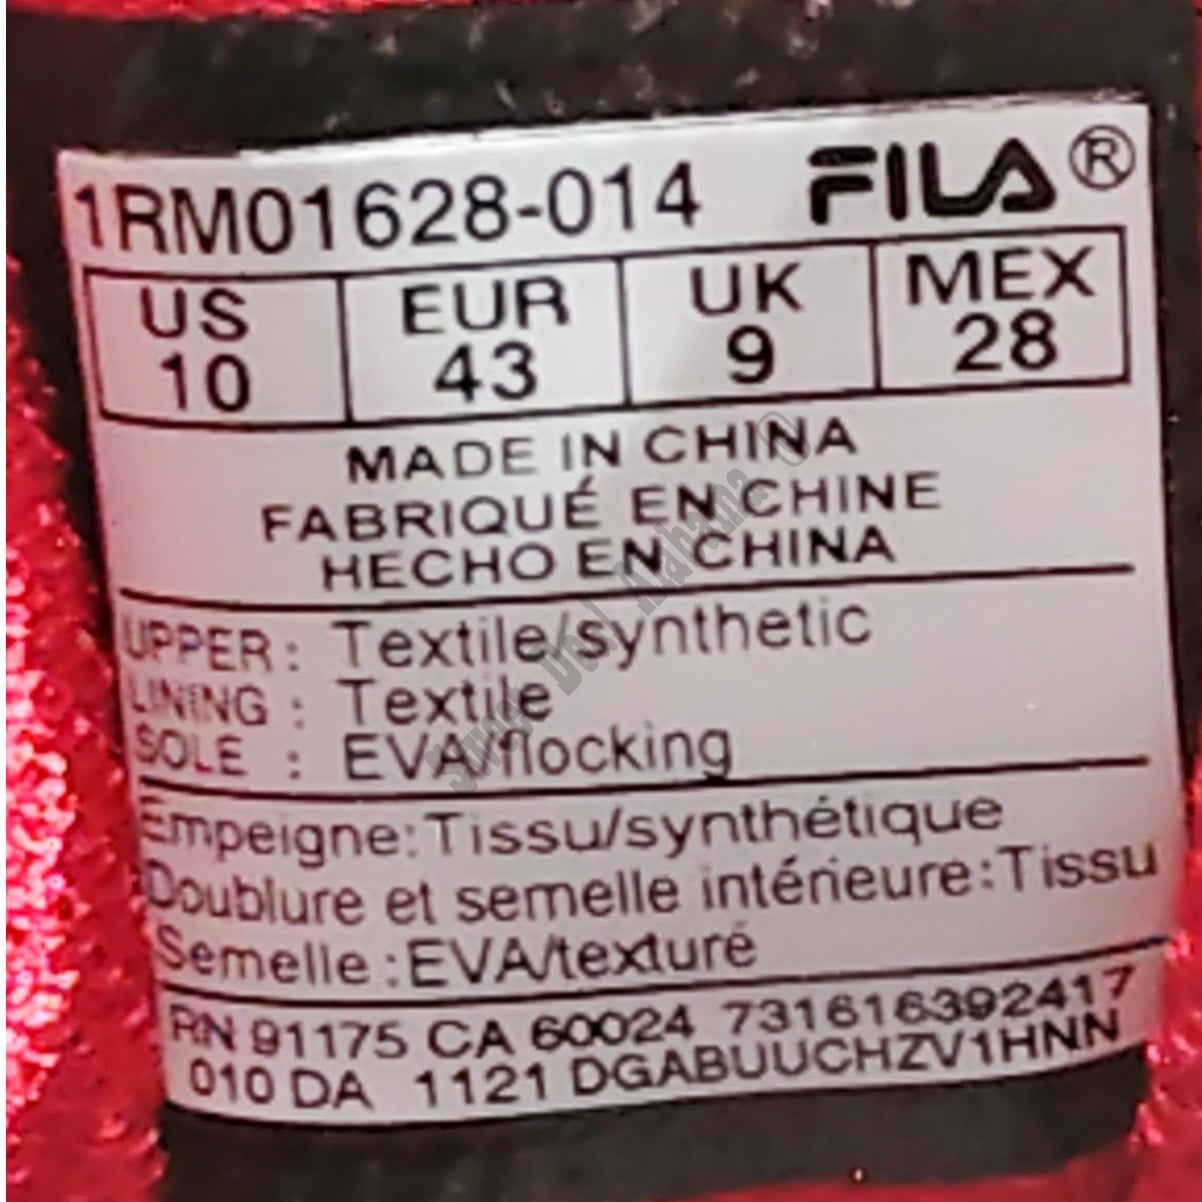 1RM01628-014 FILA®
US EUR UK MEX
10 43 9 28
MADE IN CHINA
FABRIQUÉ EN CHINE
HECHO EN CHINA
UPPER: Textile/synthetic
LINING: Textile
SOLE: EVA/flocking
Empeigne: Tissu/synthétique
Doublure et semelle intérieure: Tissu
Semelle: EVA/texturé
RN 91175 CA 60024 731616392417
010 DA 1121 DGABUUCHZV1HNN